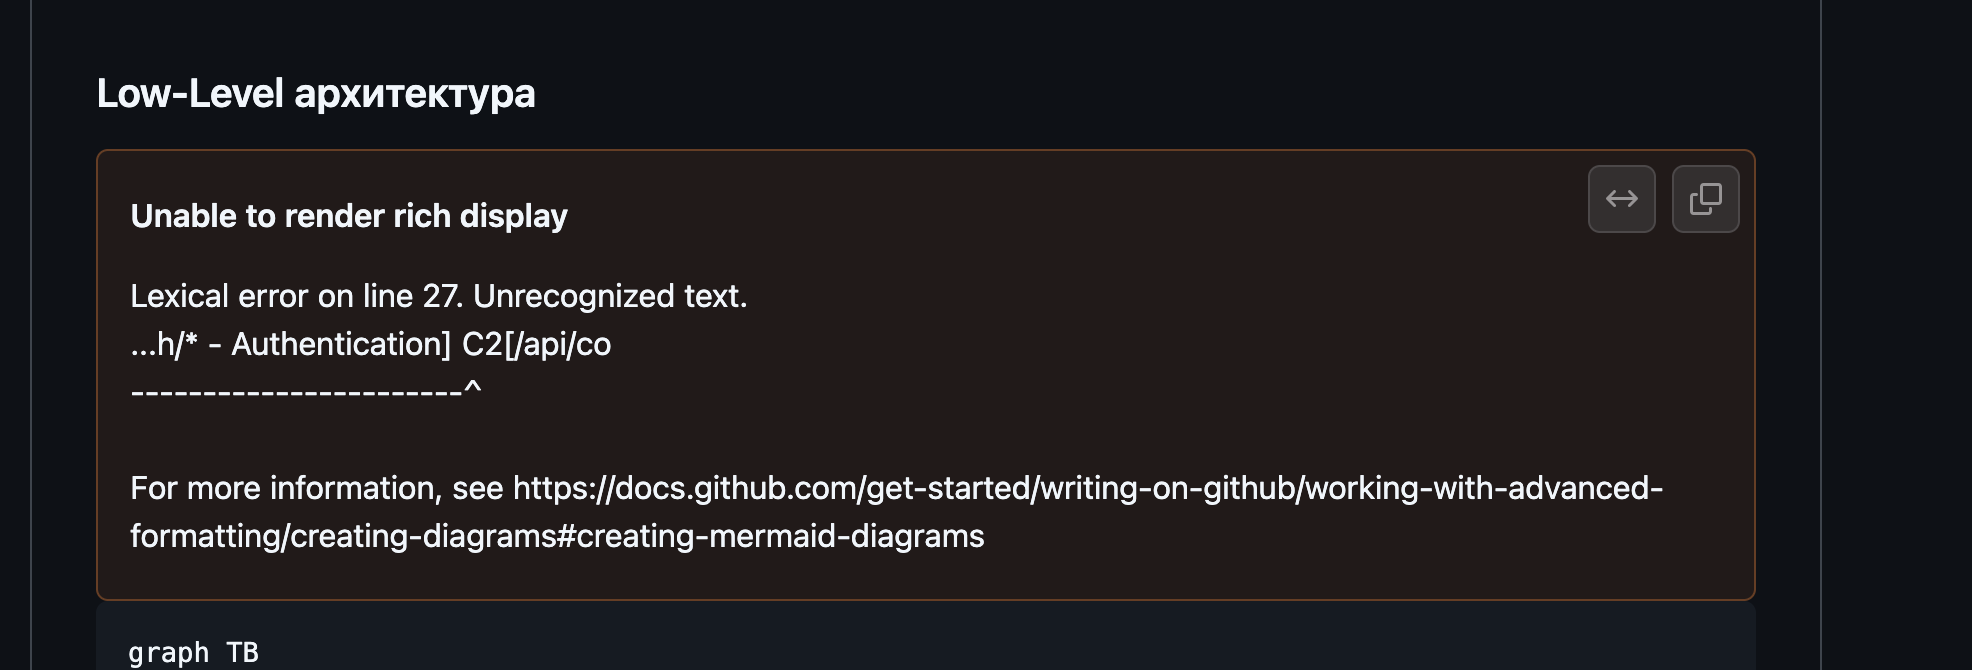 Low-Level архитектура
Unable to render rich display
Lexical error on line 27. Unrecognized text.
...h/* - Authentication] C2[/api/co
-----------------------^
For more information, see https://docs.github.com/get-started/writing-on-github/working-with-advanced-
formatting/creating-diagrams#creating-mermaid-diagrams
graph TB